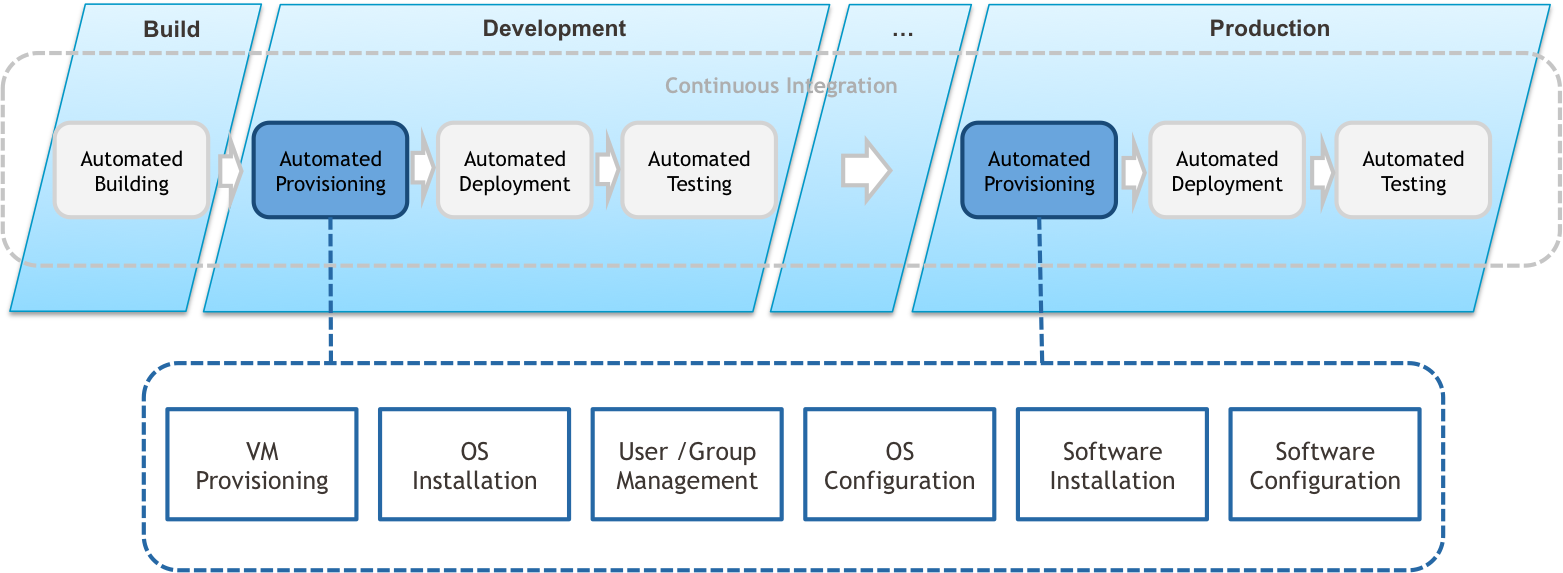 Build
Development
...
Production
Continuous Integration
Automated
Building
Automated
Provisioning
Automated
Deployment
Automated
Testing
Automated
Provisioning
Automated
Deployment
Automated
Testing
VM
Provisioning
OS
Installation
User /Group
Management
OS
Configuration
Software
Installation
Software
Configuration